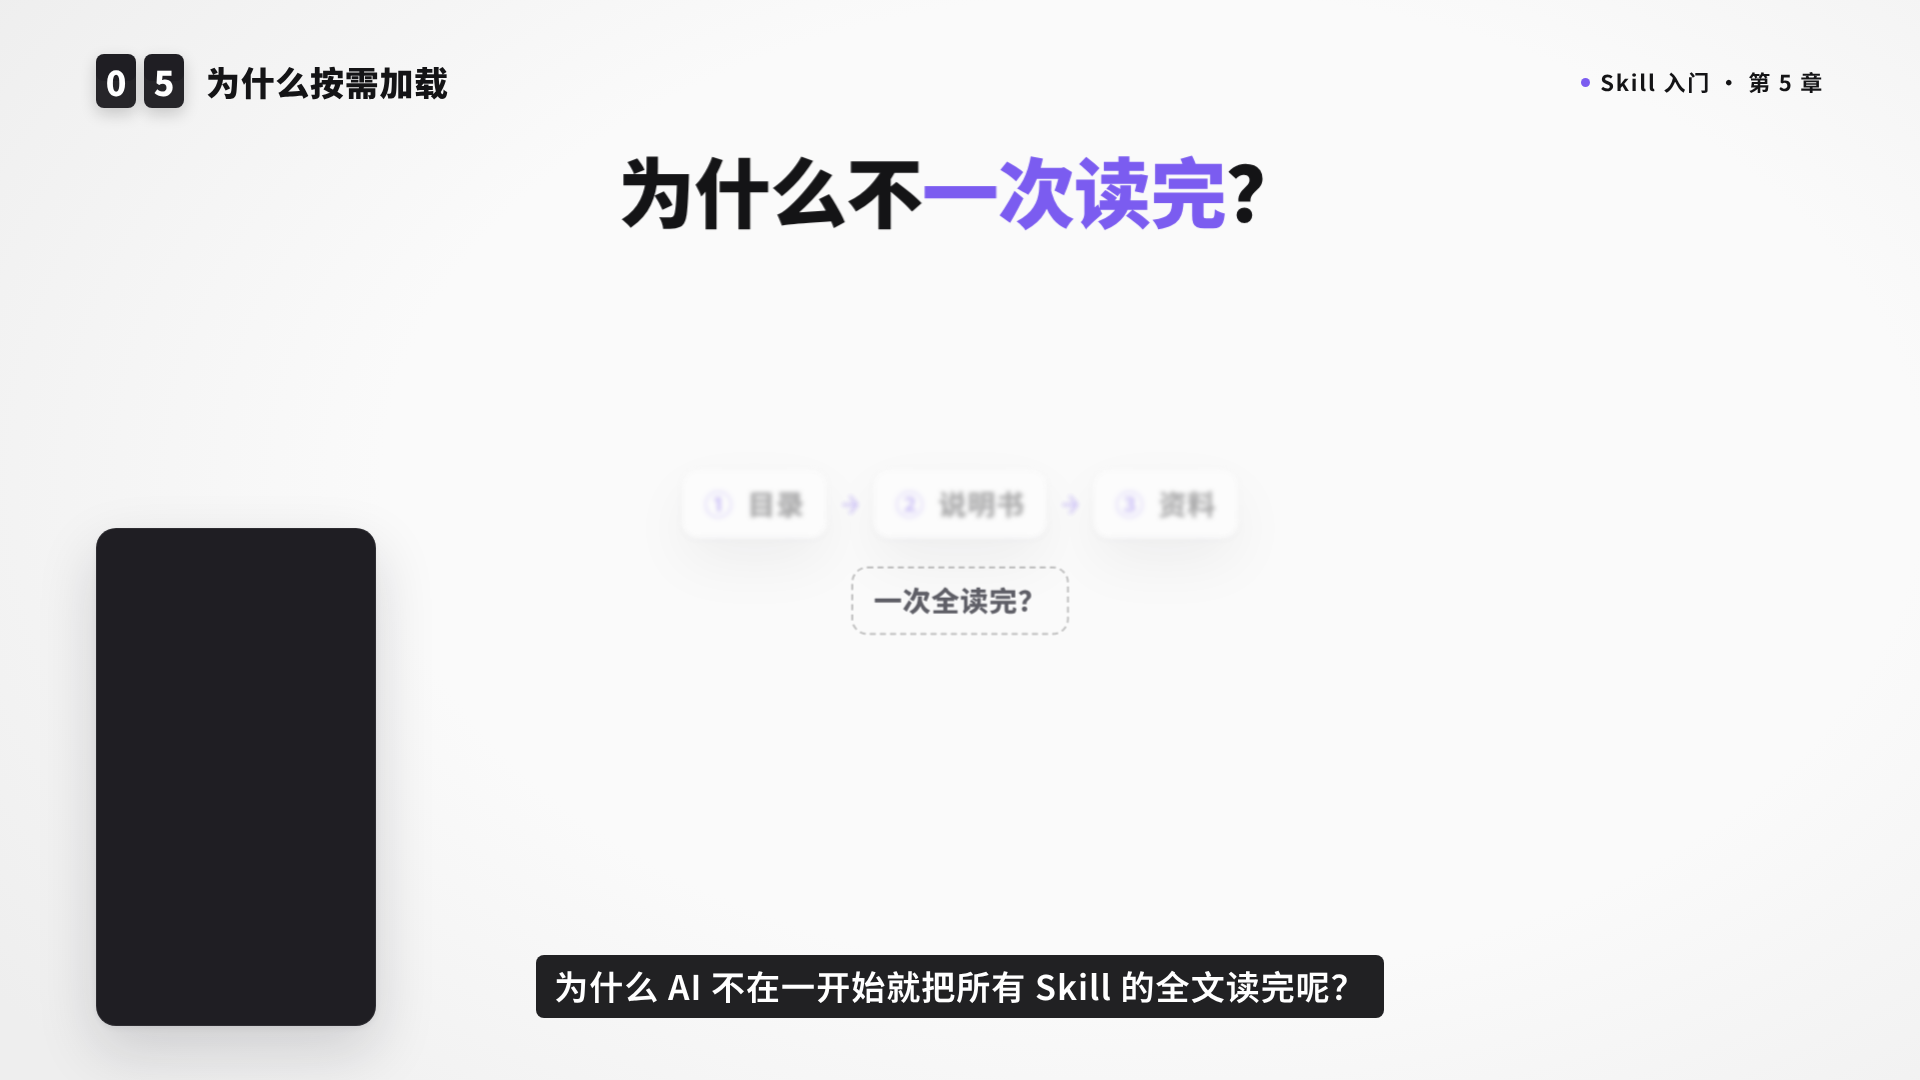 05 为什么按需加载
Skill 入门 · 第 5 章
为什么不一次读完？
① 目录 → ② 说明书 → ③ 资料
一次全读完？
为什么 AI 不在一开始就把所有 Skill 的全文读完呢？